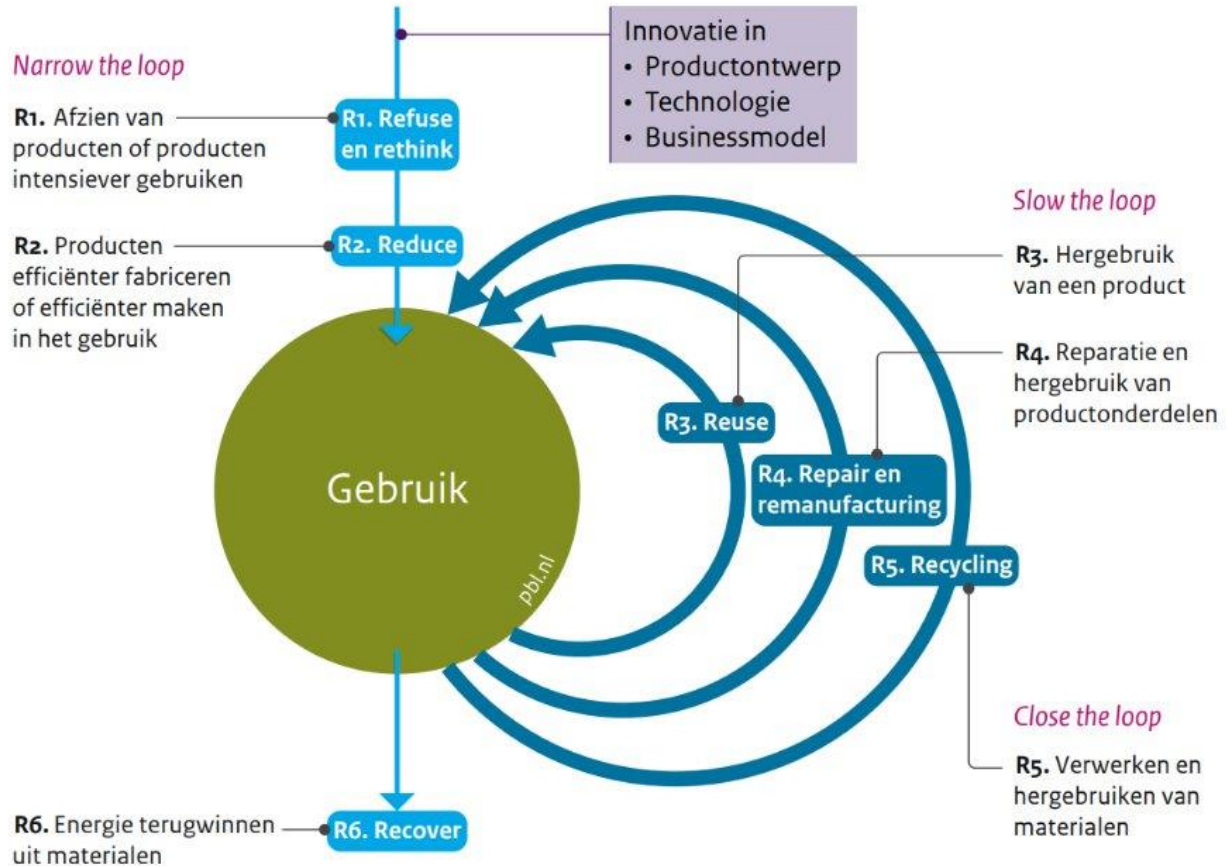 Innovatie in
• Productontwerp
• Technologie
• Businessmodel
Narrow the loop
R1. Afzien van
producten of producten
intensiever gebruiken
R1. Refuse
en rethink
R2. Producten
efficiënter fabriceren
of efficiënter maken
in het gebruik
R2. Reduce
Slow the loop
R3. Hergebruik
van een product
R4. Reparatie en
hergebruik van
productonderdelen
R3. Reuse
R4. Repair en
remanufacturing
R5. Recycling
Gebruik
pbl.nl
Close the loop
R5. Verwerken en
hergebruiken van
materialen
R6. Energie terugwinnen
uit materialen
R6. Recover